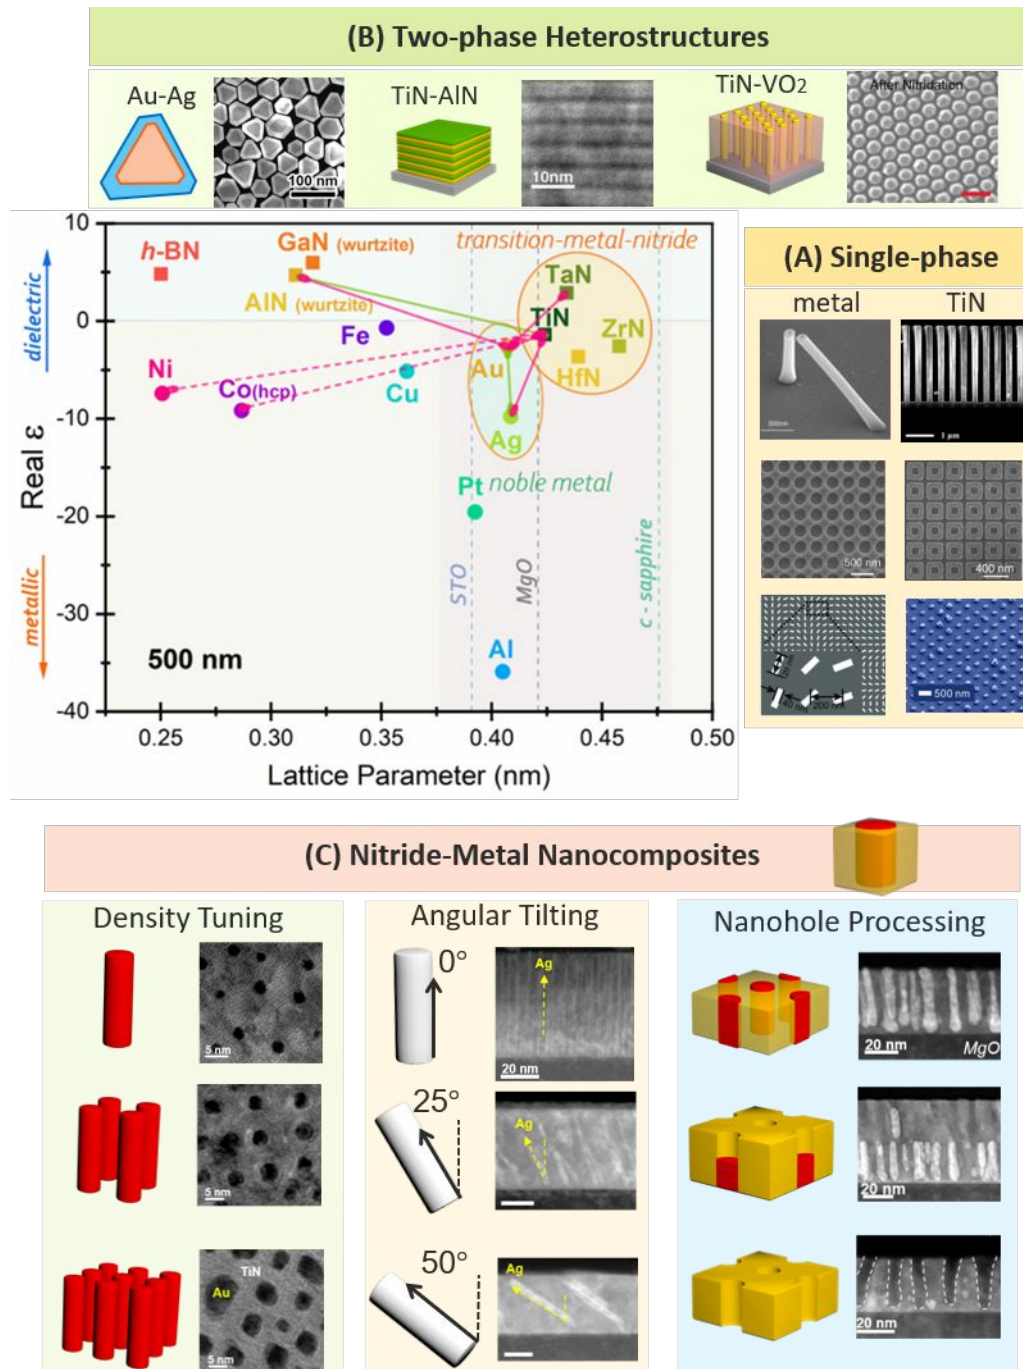 (B) Two-phase Heterostructures
Au-Ag
100 nm
TiN-AlN
10nm
TiN-VO2
After Nitridation
10
0
-10
-20
-30
-40
dielectric
Real ε
metallic
h-BN
GaN (wurtzite)
AlN (wurtzite)
transition-metal-nitride
TaN
TiN
ZrN
HfN
Fe
Au
Ni
Co(hcp)
Cu
Ag
Pt
noble metal
STO
MgO
c - sapphire
Al
500 nm
0.25
0.30
0.35
0.40
0.45
0.50
Lattice Parameter (nm)
(A) Single-phase
metal
TiN
500nm
1 μm
500 nm
400 nm
200 nm
500 nm
(C) Nitride-Metal Nanocomposites
Density Tuning
5 nm
5 nm
TiN
Au
5 nm
Angular Tilting
0°
Ag
20 nm
25°
Ag
50°
Ag
Nanohole Processing
20 nm
MgO
20 nm
20 nm